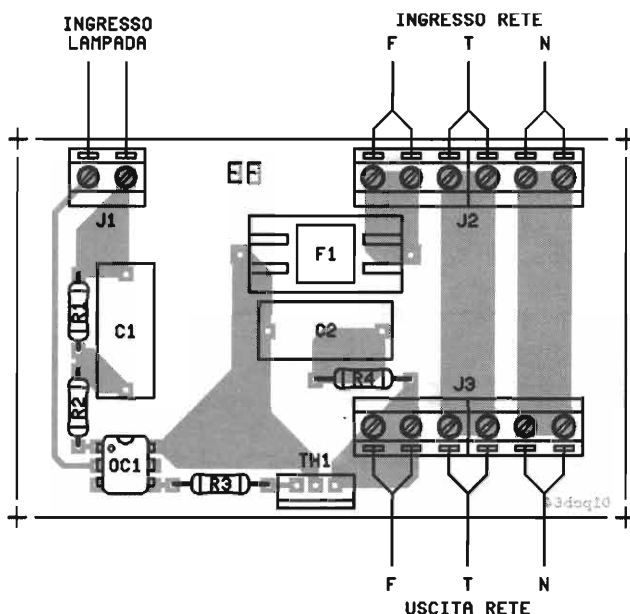 INGRESSO
LAMPADA
INGRESSO RETE
F T N
J1
EF
J2
F1
R1
C1
C2
R4
R2
J3
OC1
TH1
R3
F T N
USCITA RETE